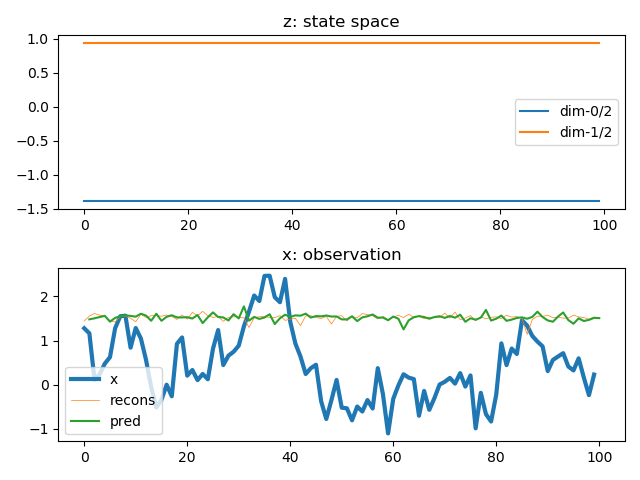 z: state space
1.0
0.5
0.0
−0.5
−1.0
−1.5
dim-0/2
dim-1/2
0 20 40 60 80 100
x: observation
2
1
0
−1
x
recons
pred
0 20 40 60 80 100